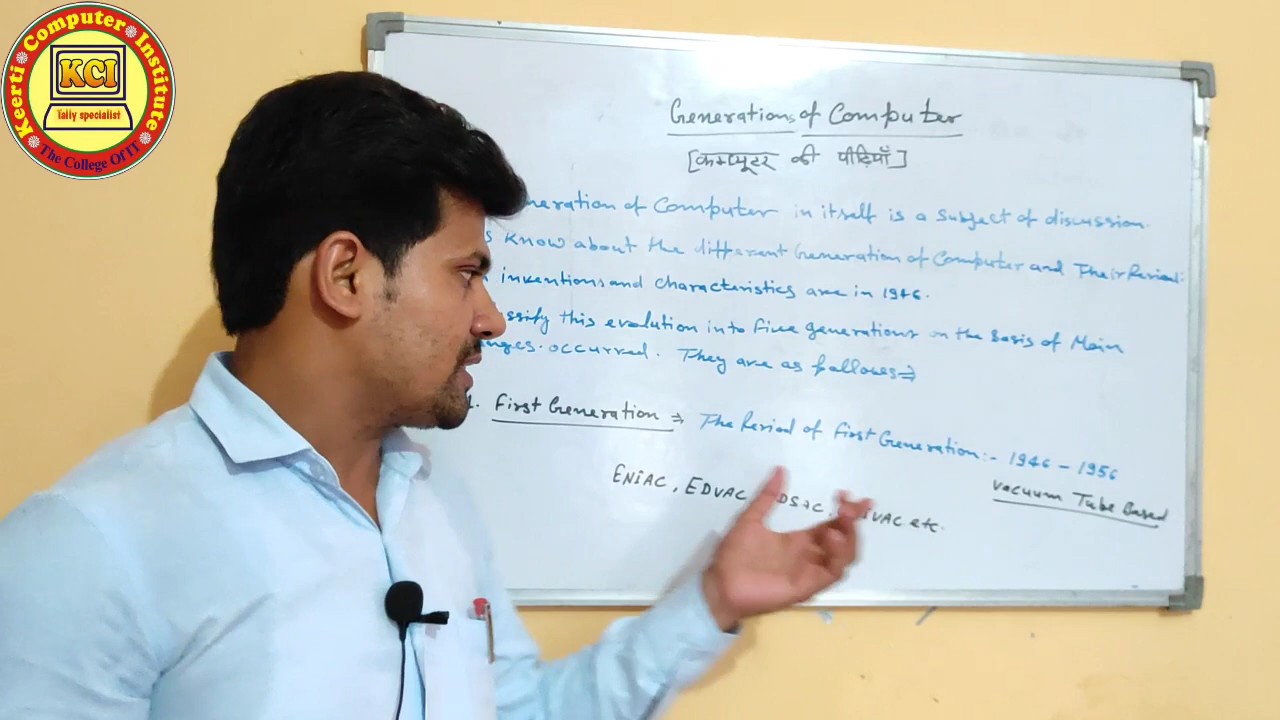 Keerti Computer Institute
KCI
Tally specialist
The College Of IT
Generations of Computer
[कम्प्यूटर की पीढ़ियाँ]
neration of Computer in itself is a Subject of discussion.
s know about the different Generation of Computer and Their Period:
inventions and characteristics are in 1946.
ssify this evolution into five generations on the basis of Main
nges. occurred. They are as follows⇒
1. First Generation ⇒ The Period of First Generation:- 1946 - 1956
Vacuum Tube Based
ENiAC, EDVAC, DSAC. iVAC etc.